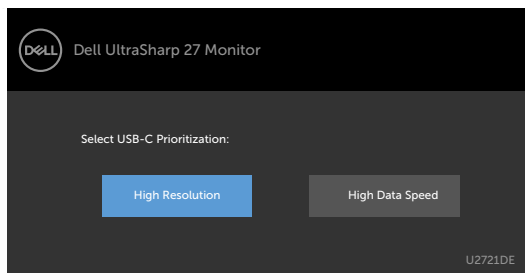 DELL Dell UltraSharp 27 Monitor
Select USB-C Prioritization:
High Resolution High Data Speed
U2721DE